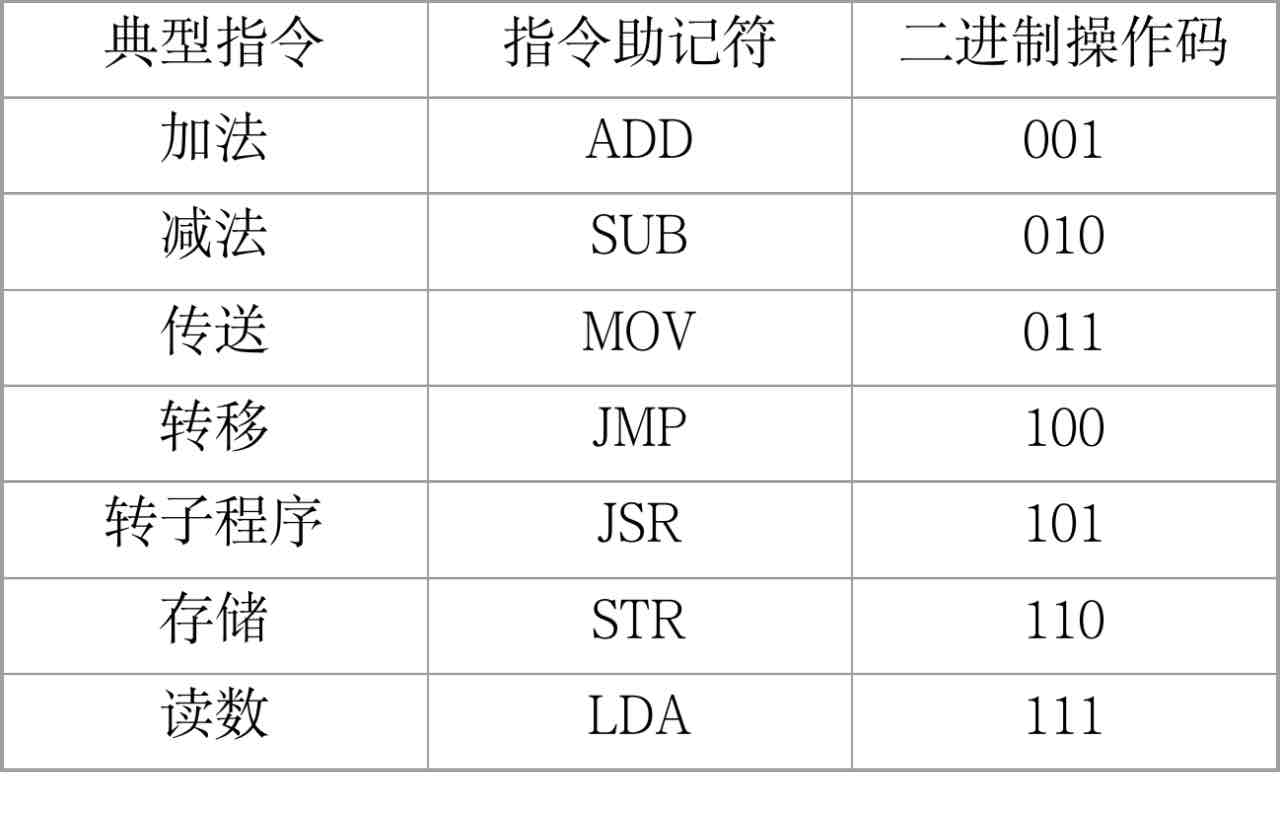 典型指令 指令助记符 二进制操作码
加法 ADD 001
减法 SUB 010
传送 MOV 011
转移 JMP 100
转子程序 JSR 101
存储 STR 110
读数 LDA 111